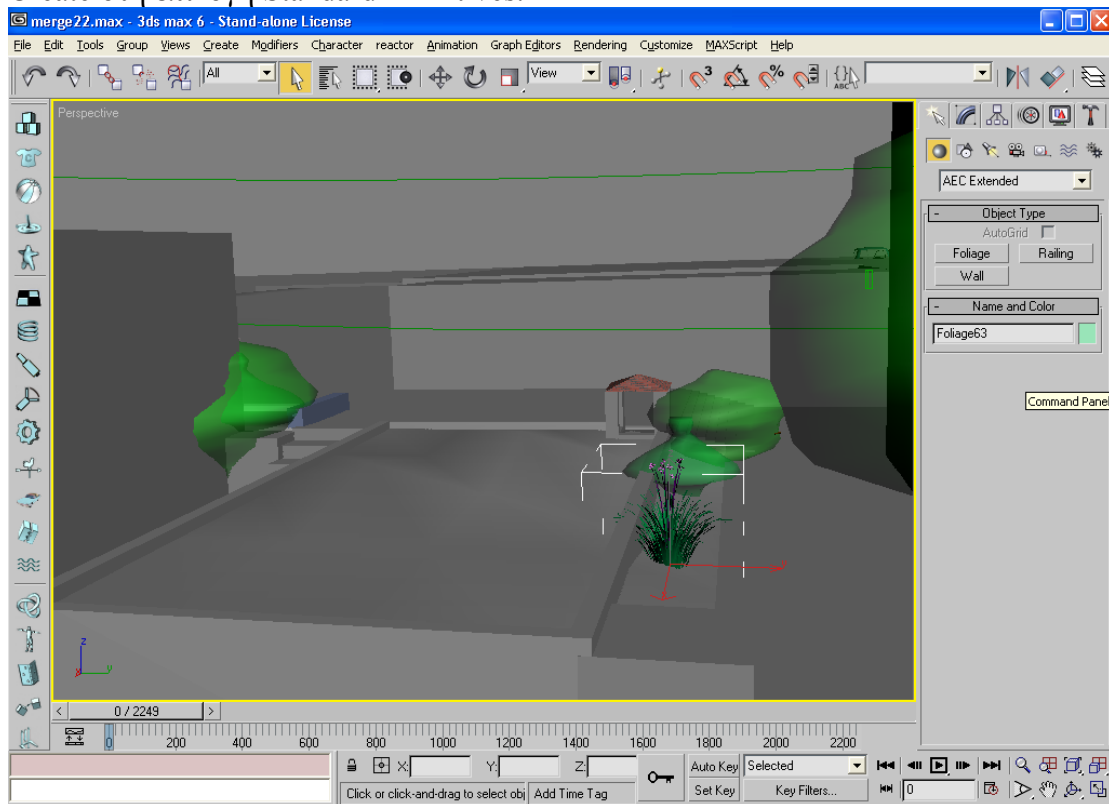 merge22.max - 3ds max 6 - Stand-alone License
File Edit Tools Group Views Create Modifiers Character reactor Animation Graph Editors Rendering Customize MAXScript Help
All View
Perspective
AEC Extended
- Object Type
AutoGrid
Foliage Railing
Wall
- Name and Color
Foliage63
Command Panel
z
x y
< 0 / 2249 >
0 200 400 600 800 1000 1200 1400 1600 1800 2000 2200
X: Y: Z: Auto Key Selected
Click or click-and-drag to select obj Add Time Tag Set Key Key Filters... 0